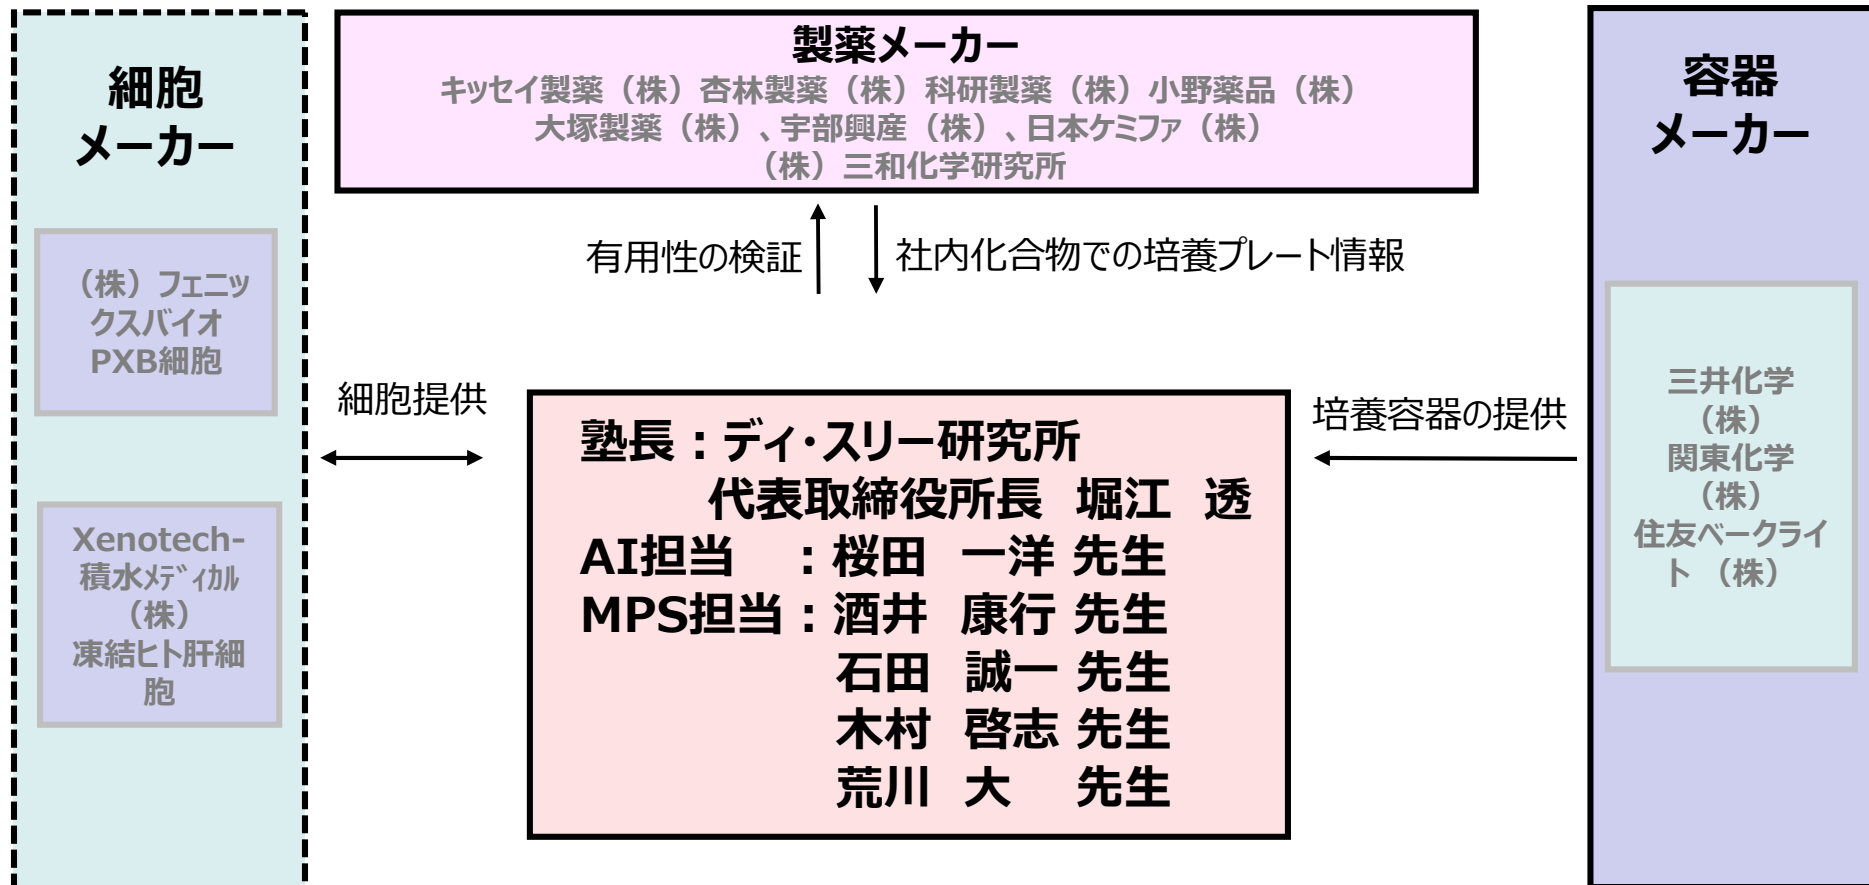 細胞
メーカー
（株）フェニッ
クスバイオ
PXB細胞
Xenotech-
積水ﾒﾃﾞｨｶﾙ
（株）
凍結ヒト肝細
胞
製薬メーカー
キッセイ製薬（株）杏林製薬（株）科研製薬（株）小野薬品（株）
大塚製薬（株）、宇部興産（株）、日本ケミファ（株）
（株）三和化学研究所
有用性の検証
社内化合物での培養プレート情報
細胞提供
塾長：ディ・スリー研究所
代表取締役所長 堀江 透
AI担当 ：桜田 一洋 先生
MPS担当：酒井 康行 先生
石田 誠一 先生
木村 啓志 先生
荒川 大 先生
培養容器の提供
容器
メーカー
三井化学
（株）
関東化学
（株）
住友ベークライ
ト （株）